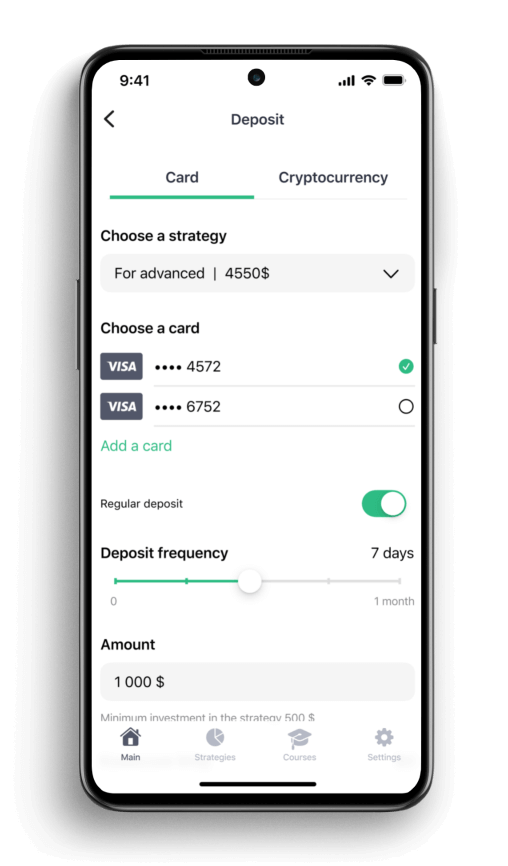 9:41
Deposit
Card
Cryptocurrency
Choose a strategy
For advanced | 4550$
Choose a card
VISA •••• 4572
VISA •••• 6752
Add a card
Regular deposit
Deposit frequency 7 days
0 1 month
Amount
1 000 $
Minimum investment in the strategy 500 $
Main
Strategies
Courses
Settings